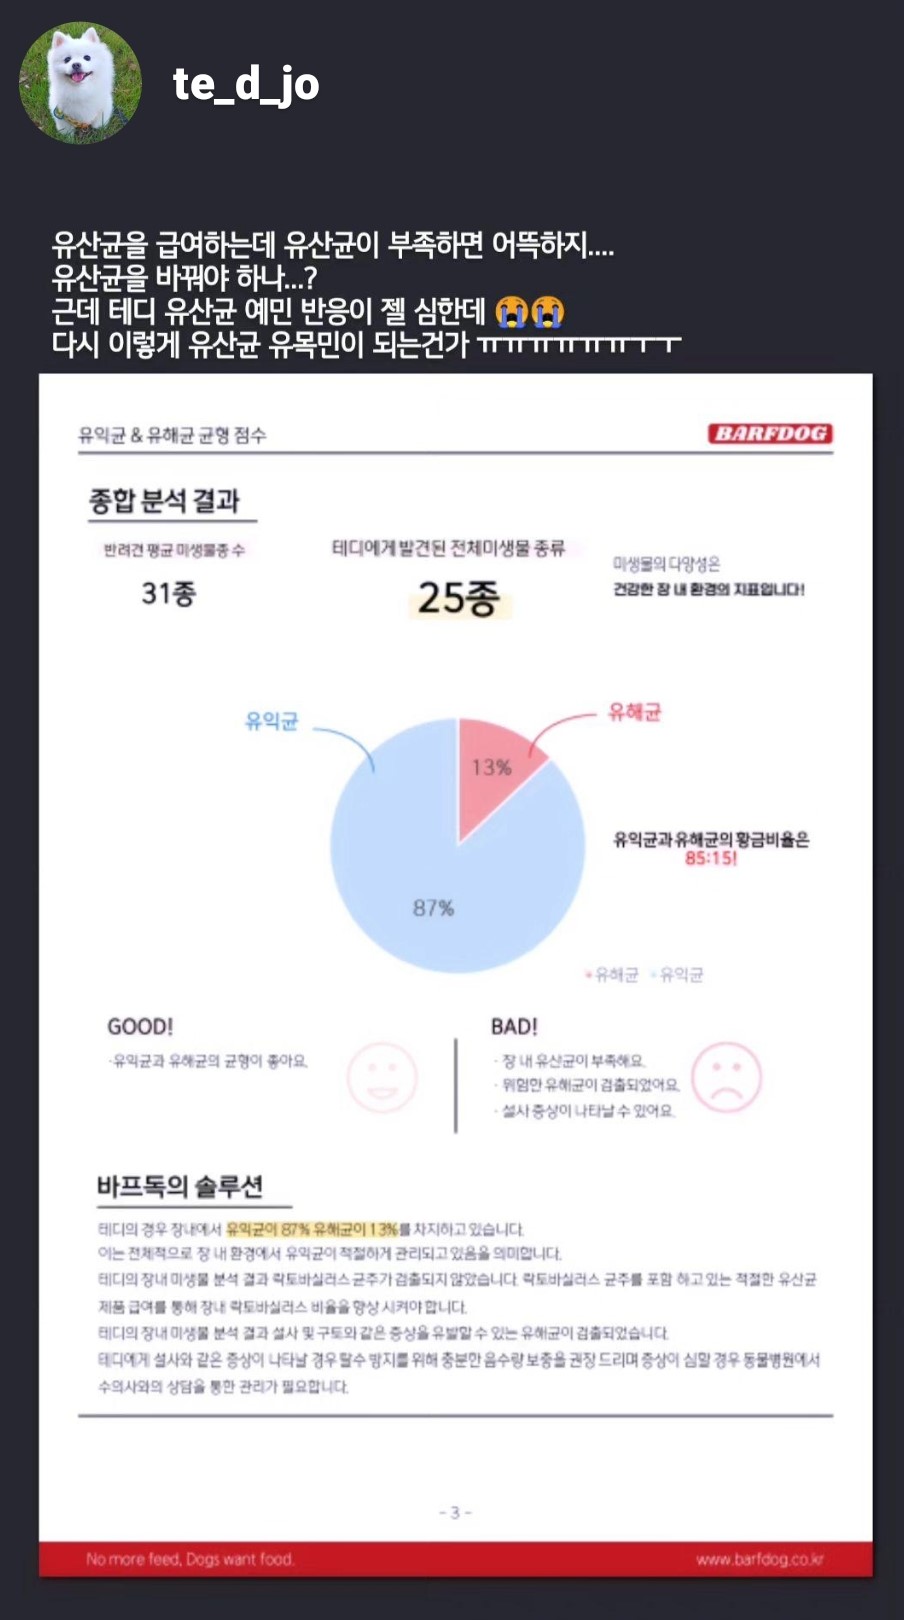 te_d_jo
유산균을 급여하는데 유산균이 부족하면 어뜩하지....
유산균을 바꿔야 하나...?
근데 테디 유산균 예민 반응이 젤 심한데 😭😭
다시 이렇게 유산균 유목민이 되는건가 ㅠㅠㅠㅠㅠㅠㅜㅜ
유익균 & 유해균 균형 점수
BARFDOG
종합 분석 결과
반려견 평균 미생물종 수
31종
테디에게 발견된 전체미생물 종류
25종
미생물의 다양성은
건강한 장 내 환경의 지표입니다!
유익균
유해균
13%
87%
유익균과 유해균의 황금비율은
85:15!
유해균 유익균
GOOD!
·유익균과 유해균의 균형이 좋아요.
BAD!
· 장 내 유산균이 부족해요.
· 위험한 유해균이 검출되었어요.
· 설사 증상이 나타날 수 있어요.
바프독의 솔루션
테디의 경우 장내에서 유익균이 87% 유해균이 13%를 차지하고 있습니다.
이는 전체적으로 장 내 환경에서 유익균이 적절하게 관리되고 있음을 의미합니다.
테디의 장내 미생물 분석 결과 락토바실러스 균주가 검출되지 않았습니다. 락토바실러스 균주를 포함 하고 있는 적절한 유산균
제품 급여를 통해 장내 락토바실러스 비율을 향상 시켜야 합니다.
테디의 장내 미생물 분석 결과 설사 및 구토와 같은 증상을 유발할 수 있는 유해균이 검출되었습니다.
테디에게 설사와 같은 증상이 나타날 경우 탈수 방지를 위해 충분한 음수량 보충을 권장 드리며 증상이 심할 경우 동물병원에서
수의사와의 상담을 통한 관리가 필요합니다.
- 3 -
No more feed, Dogs want food.
www.barfdog.co.kr